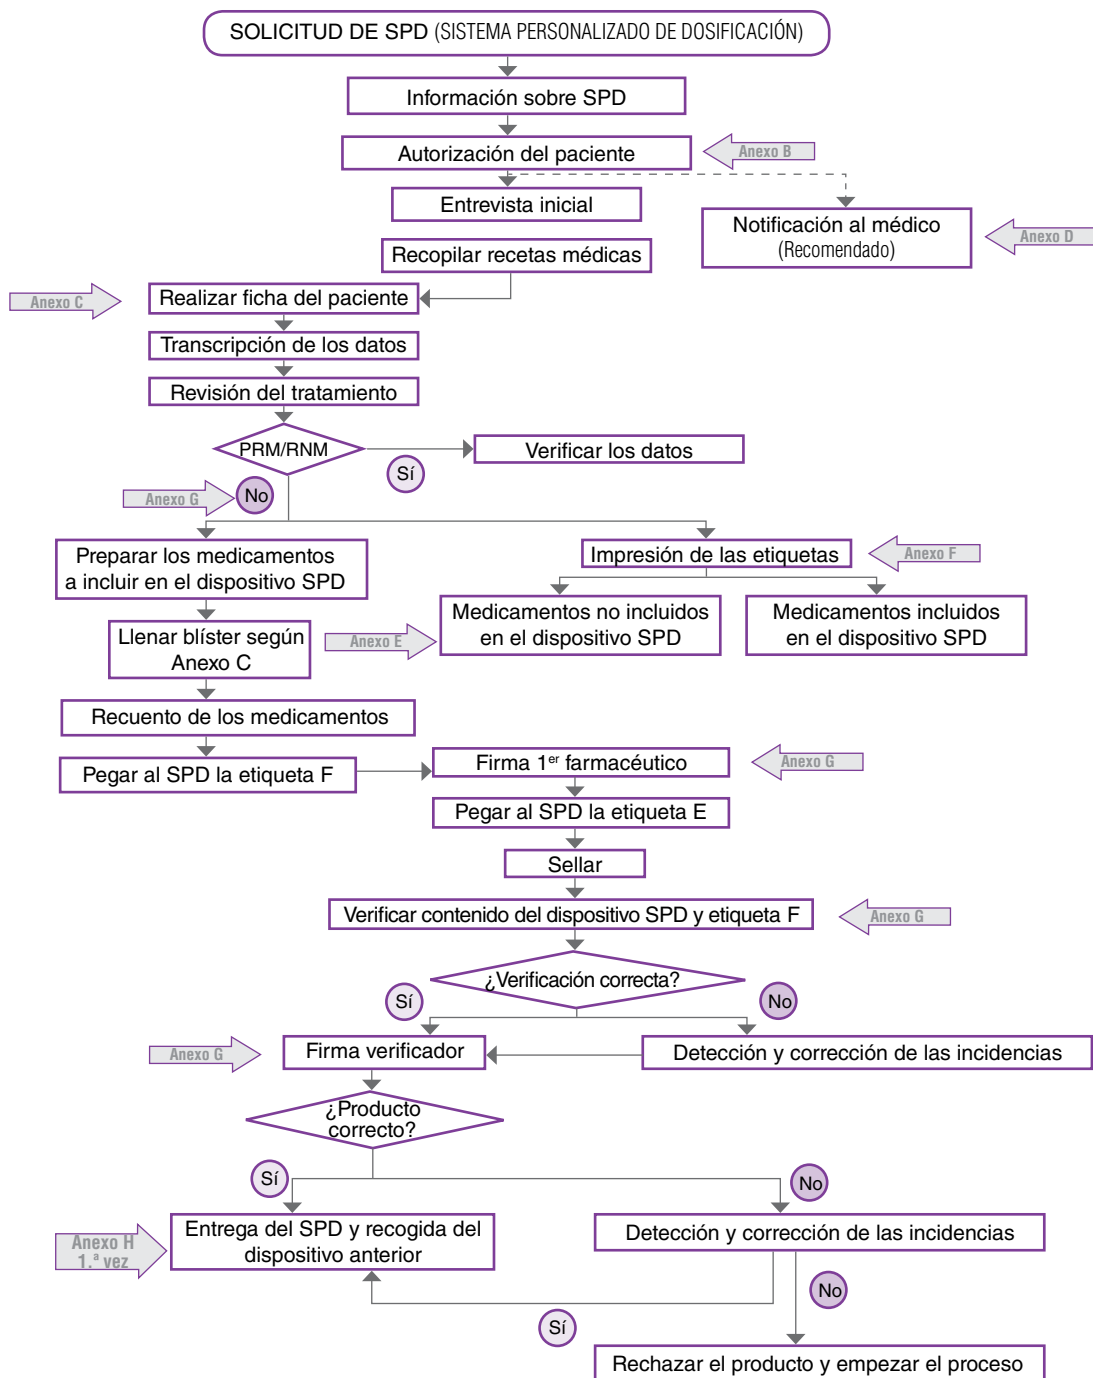 SOLICITUD DE SPD (SISTEMA PERSONALIZADO DE DOSIFICACIÓN)
Información sobre SPD
Autorización del paciente
Anexo B
Entrevista inicial
Notificación al médico
(Recomendado)
Anexo D
Recopilar recetas médicas
Anexo C
Realizar ficha del paciente
Transcripción de los datos
Revisión del tratamiento
PRM/RNM
Sí
Verificar los datos
Anexo G
No
Preparar los medicamentos
a incluir en el dispositivo SPD
Impresión de las etiquetas
Anexo F
Medicamentos no incluidos
en el dispositivo SPD
Medicamentos incluidos
en el dispositivo SPD
Llenar blíster según
Anexo C
Anexo E
Recuento de los medicamentos
Pegar al SPD la etiqueta F
Firma 1er farmacéutico
Anexo G
Pegar al SPD la etiqueta E
Sellar
Verificar contenido del dispositivo SPD y etiqueta F
Anexo G
¿Verificación correcta?
Sí
No
Anexo G
Firma verificador
Detección y corrección de las incidencias
¿Producto
correcto?
Sí
No
Anexo H
1.ª vez
Entrega del SPD y recogida del
dispositivo anterior
Detección y corrección de las incidencias
No
Sí
Rechazar el producto y empezar el proceso